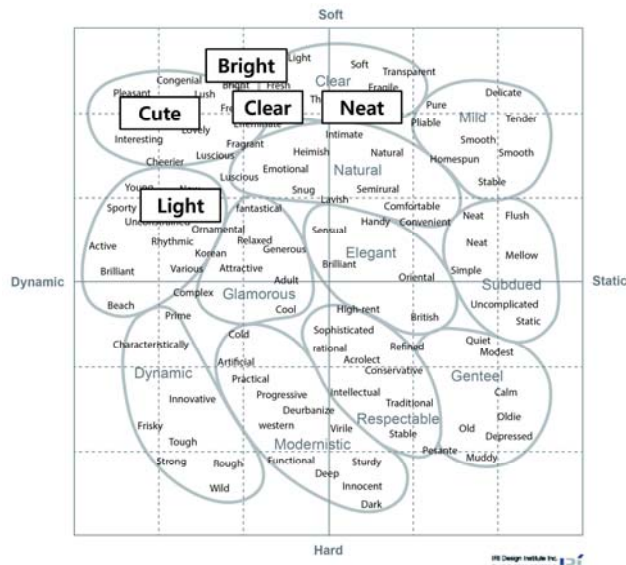 Soft
Bright
Light
Soft
Transparent
Congenial
Clear
Pleasant
Lush
Bright
Fresh
Fragile
Delicate
Cute
Clear
Neat
Pure
Mild
Tender
Lovely
Effeminate
Pliable
Interesting
Fragrant
Intimate
Smooth
Cheerier
Luscious
Heimish
Natural
Homespun
Smooth
Luscious
Emotional
Natural
Stable
Young
Snug
Semirural
Light
Lavish
Sporty
Unconstrained
fantastical
Comfortable
Neat
Flush
Ornamental
Sensual
Handy
Convenient
Active
Rhythmic
Relaxed
Neat
Korean
Generous
Elegant
Mellow
Brilliant
Various
Attractive
Brilliant
Simple
Dynamic
Adult
Oriental
Subdued
Static
Complex
Glamorous
Beach
Cool
High-rent
Uncomplicated
Prime
British
Static
Cold
Sophisticated
Characteristically
rational
Refined
Quiet
Modest
Artificial
Acrolect
Dynamic
Practical
Conservative
Genteel
Innovative
Progressive
Intellectual
Calm
Deurbanize
Traditional
Frisky
western
Virile
Respectable
Oldie
Tough
Modernistic
Stable
Old
Depressed
Pesante
Strong
Rough
Functional
Sturdy
Muddy
Deep
Wild
Innocent
Dark
Hard
IRI Design Institute Inc.